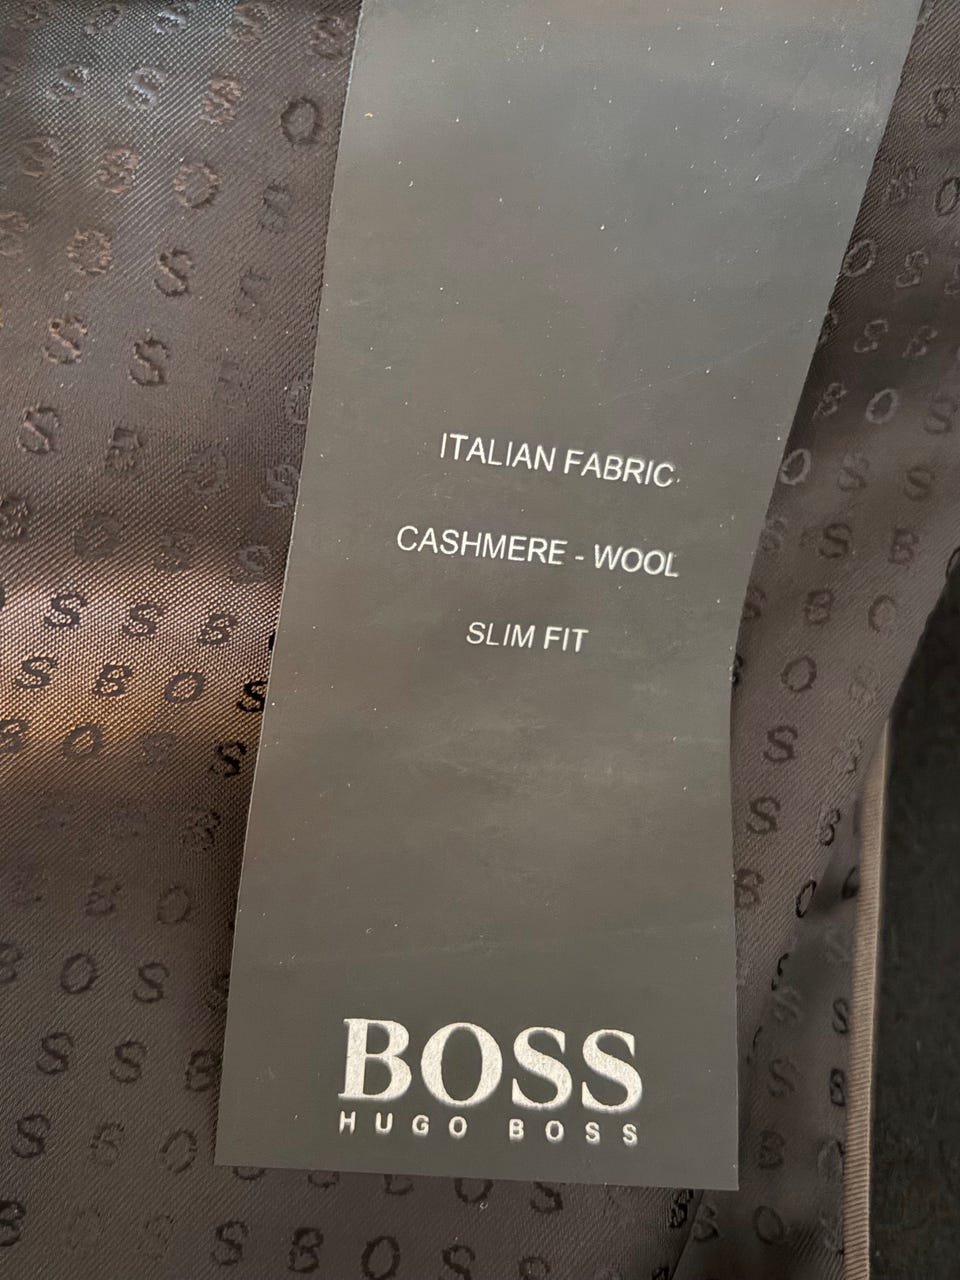 ITALIAN FABRIC
CASHMERE - WOOL
SLIM FIT
BOSS
HUGO BOSS